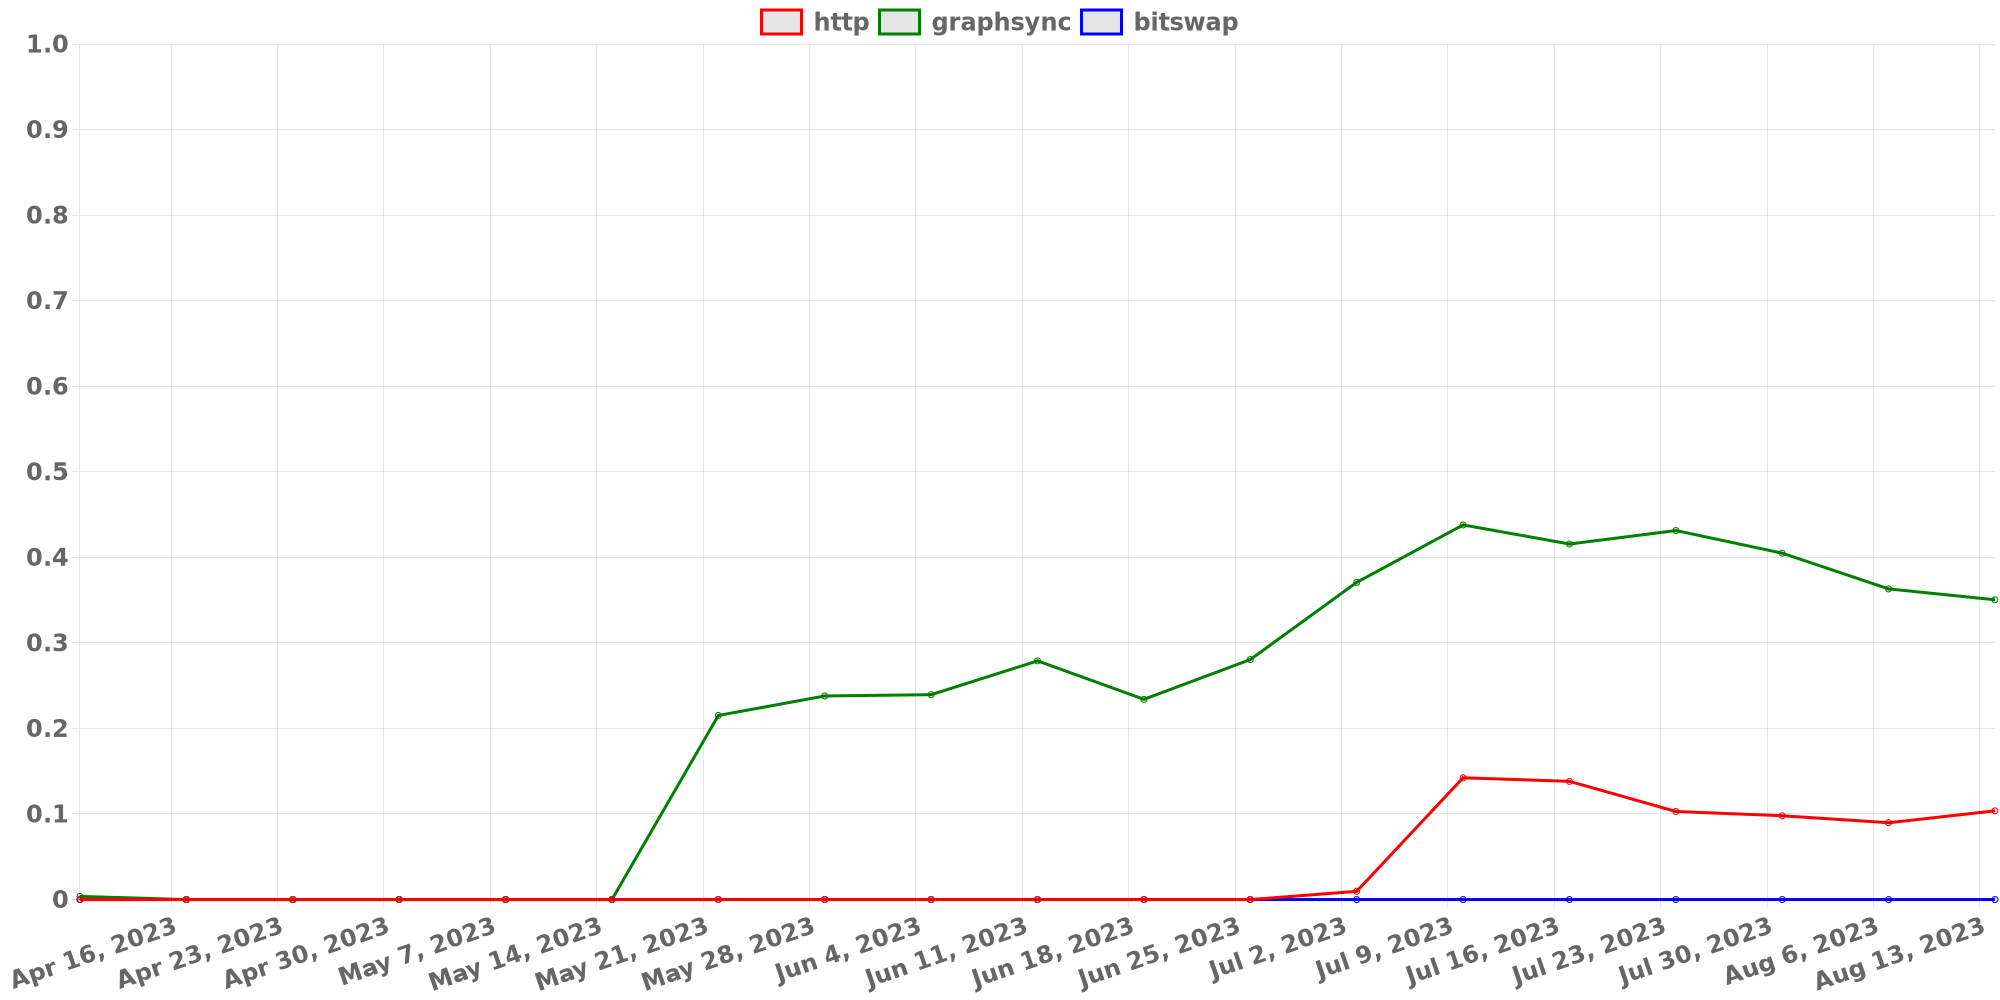 http graphsync bitswap
1.0
0.9
0.8
0.7
0.6
0.5
0.4
0.3
0.2
0.1
0
Apr 16, 2023
Apr 23, 2023
Apr 30, 2023
May 7, 2023
May 14, 2023
May 21, 2023
May 28, 2023
Jun 4, 2023
Jun 11, 2023
Jun 18, 2023
Jun 25, 2023
Jul 2, 2023
Jul 9, 2023
Jul 16, 2023
Jul 23, 2023
Jul 30, 2023
Aug 6, 2023
Aug 13, 2023